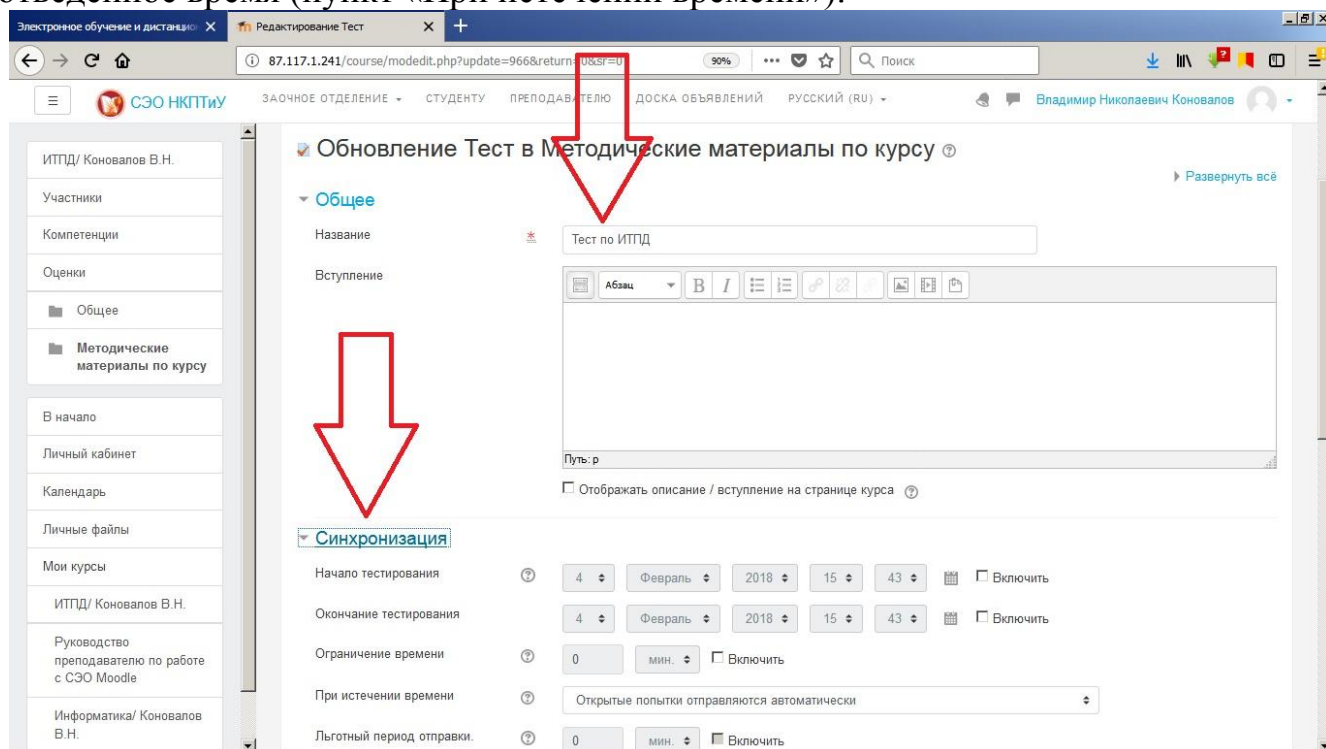 отведенное время (пункт «При истечении времени»).
Электронное обучение и дистанцио
Редактирование Тест
87.117.1.241/course/modedit.php?update=966&return=0&sr=0
90%
Поиск
СЭО НКПТиУ
ЗАОЧНОЕ ОТДЕЛЕНИЕ
СТУДЕНТУ
ПРЕПОДАВАТЕЛЮ
ДОСКА ОБЪЯВЛЕНИЙ
РУССКИЙ (RU)
Владимир Николаевич Коновалов
ИТПД/ Коновалов В.Н.
Участники
Компетенции
Оценки
Общее
Методические
материалы по курсу
В начало
Личный кабинет
Календарь
Личные файлы
Мои курсы
ИТПД/ Коновалов В.Н.
Руководство
преподавателю по работе
с СЭО Moodle
Информатика/ Коновалов
В.Н.
Обновление Тест в Методические материалы по курсу
Развернуть всё
Общее
Название
Тест по ИТПД
Вступление
Абзац B I
Путь: p
Отображать описание / вступление на странице курса
Синхронизация
Начало тестирования 4 Февраль 2018 15 43 Включить
Окончание тестирования 4 Февраль 2018 15 43 Включить
Ограничение времени 0 мин. Включить
При истечении времени Открытые попытки отправляются автоматически
Льготный период отправки. 0 мин. Включить